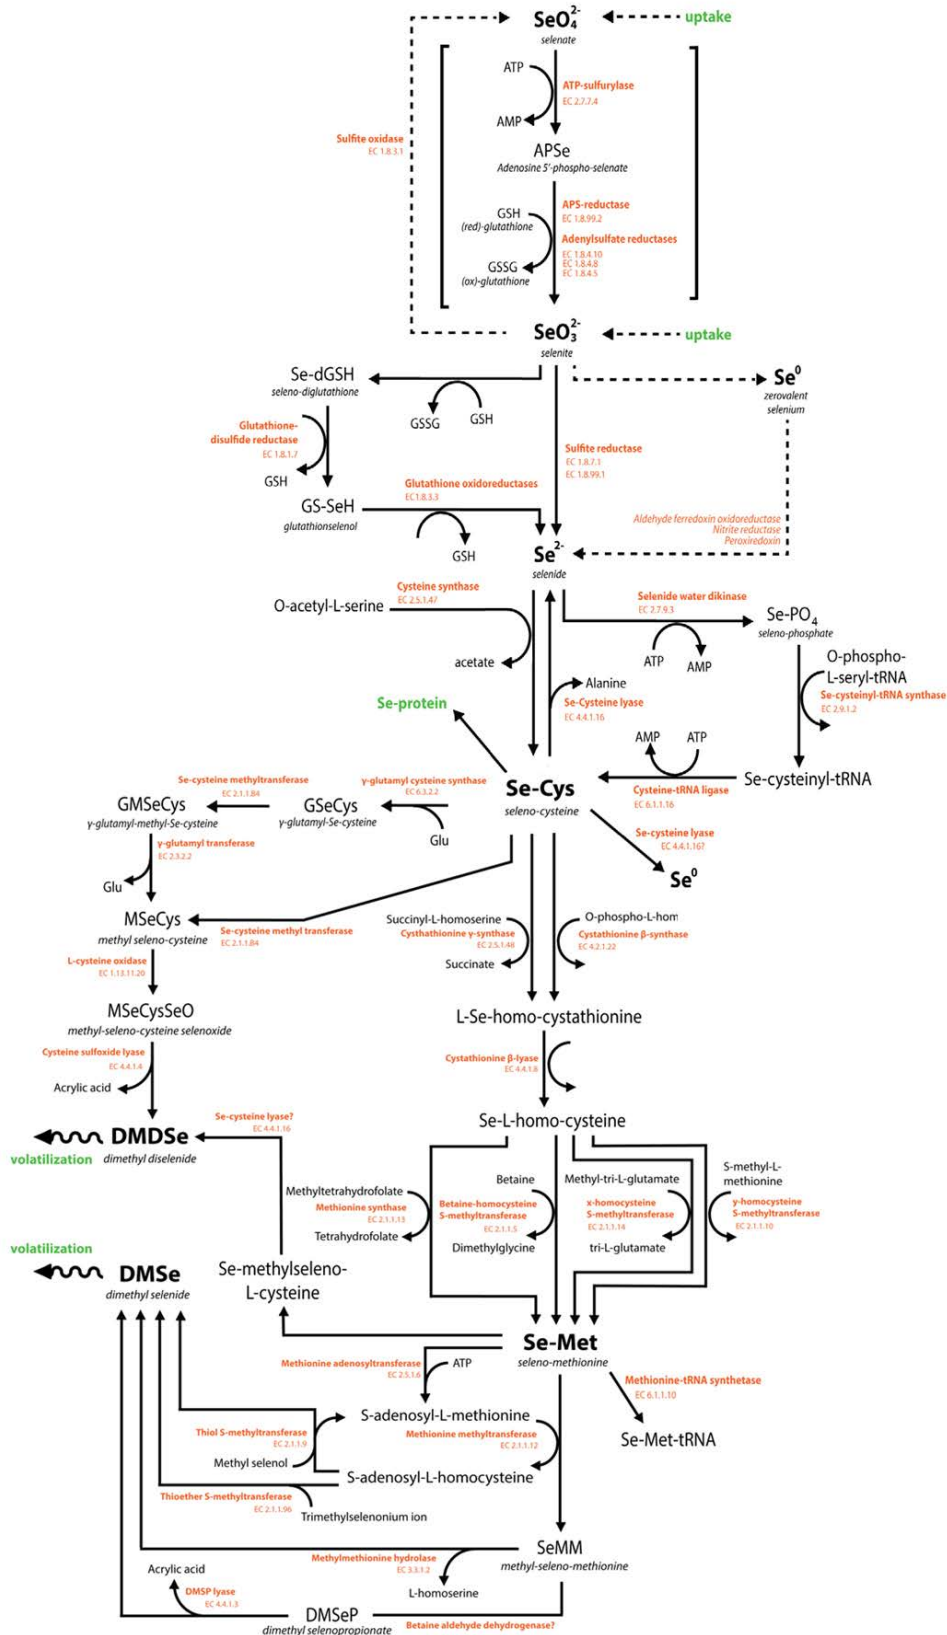 SeO₄²⁻
uptake
selenate
ATP
ATP-sulfurylase
EC 2.7.7.4
AMP
Sulfite oxidase
EC 1.8.3.1
APSe
Adenosine 5'-phospho-selenate
GSH
(red)-glutathione
APS-reductase
EC 1.8.99.2
Adenylsulfate reductases
EC 1.8.4.10
EC 1.8.4.8
EC 1.8.4.5
GSSG
(ox)-glutathione
SeO₃²⁻
uptake
selenite
Se-dGSH
seleno-diglutathione
GSSG
GSH
Se⁰
zerovalent
selenium
Glutathione-
disulfide reductase
EC 1.8.1.7
GSH
Sulfite reductase
EC 1.8.7.1
EC 1.8.99.1
Glutathione oxidoreductases
EC1.8.3.3
GS-SeH
glutathionselenol
GSH
Aldehyde ferredoxin oxidoreductase
Nitrite reductase
Peroxiredoxin
Se²⁻
selenide
Cysteine synthase
EC 2.5.1.47
O-acetyl-L-serine
acetate
Selenide water dikinase
EC 2.7.9.3
Se-PO₄
seleno-phosphate
ATP
AMP
O-phospho-
L-seryl-tRNA
Se-cysteinyl-tRNA synthase
EC 2.9.1.2
Alanine
Se-Cysteine lyase
EC 4.4.1.16
Se-protein
AMP
ATP
Se-cysteinyl-tRNA
Cysteine-tRNA ligase
EC 6.1.1.16
Se-Cys
seleno-cysteine
γ-glutamyl cysteine synthase
EC 6.3.2.2
Glu
GSeCys
γ-glutamyl-Se-cysteine
Se-cysteine methyltransferase
EC 2.1.1.B4
GMSeCys
γ-glutamyl-methyl-Se-cysteine
γ-glutamyl transferase
EC 2.3.2.2
Glu
Se-cysteine lyase
EC 4.4.1.16?
Se⁰
MSeCys
methyl seleno-cysteine
Se-cysteine methyl transferase
EC 2.1.1.B4
Succinyl-L-homoserine
Cysthathionine γ-synthase
EC 2.5.1.48
Succinate
O-phospho-L-hom
Cystathionine β-synthase
EC 4.2.1.22
L-cysteine oxidase
EC 1.13.11.20
MSeCysSeO
methyl-seleno-cysteine selenoxide
L-Se-homo-cystathionine
Cysteine sulfoxide lyase
EC 4.4.1.4
Acrylic acid
Cystathionine β-lyase
EC 4.4.1.8
Se-L-homo-cysteine
Se-cysteine lyase?
EC 4.4.1.16
DMDSe
volatilization
dimethyl diselenide
Methyltetrahydrofolate
Methionine synthase
EC 2.1.1.13
Tetrahydrofolate
Betaine
Betaine-homocysteine
S-methyltransferase
EC 2.1.1.5
Dimethylglycine
Methyl-tri-L-glutamate
x-homocysteine
S-methyltransferase
EC 2.1.1.14
tri-L-glutamate
S-methyl-L-
methionine
y-homocysteine
S-methyltransferase
EC 2.1.1.10
volatilization
DMSe
dimethyl selenide
Se-methylseleno-
L-cysteine
Se-Met
seleno-methionine
Methionine adenosyltransferase
EC 2.5.1.6
ATP
Methionine-tRNA synthetase
EC 6.1.1.10
Se-Met-tRNA
S-adenosyl-L-methionine
Thiol S-methyltransferase
EC 2.1.1.9
Methyl selenol
Methionine methyltransferase
EC 2.1.1.12
S-adenosyl-L-homocysteine
Thioether S-methyltransferase
EC 2.1.1.96
Trimethylselenonium ion
SeMM
methyl-seleno-methionine
Methylmethionine hydrolase
EC 3.3.1.2
L-homoserine
Acrylic acid
DMSP lyase
EC 4.4.1.3
DMSeP
dimethyl selenopropionate
Betaine aldehyde dehydrogenase?